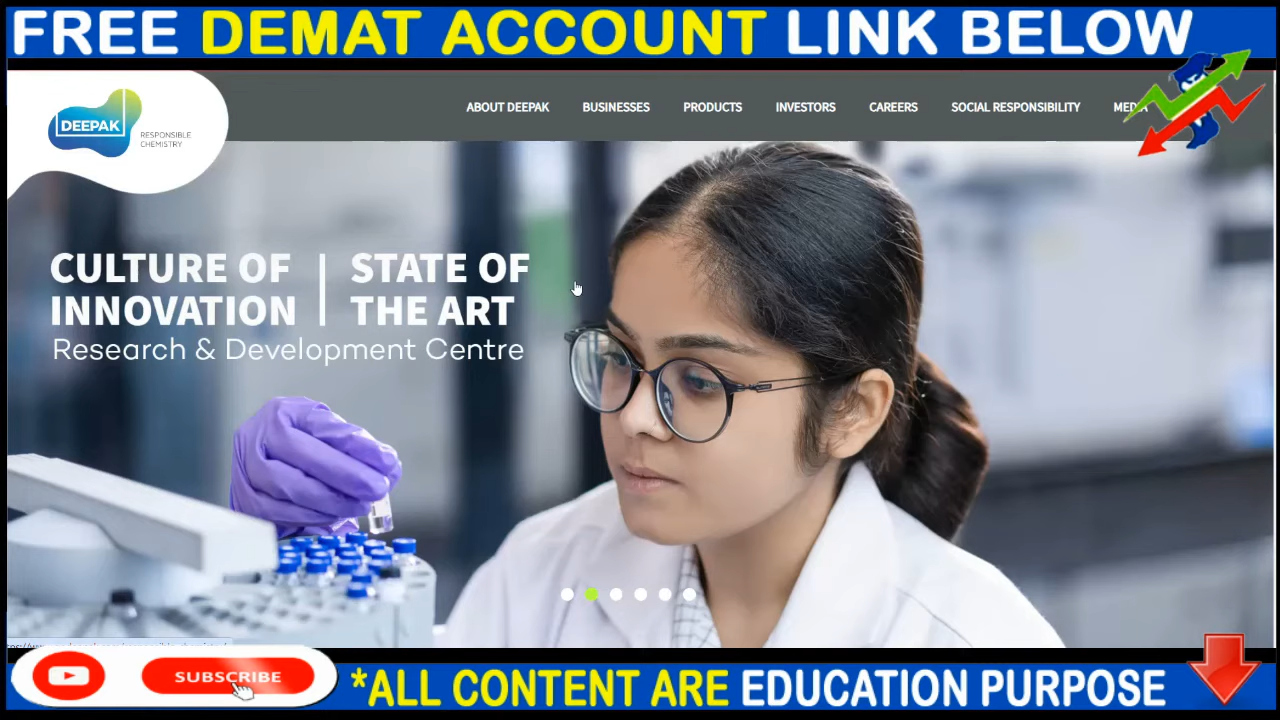 FREE DEMAT ACCOUNT LINK BELOW
DEEPAK
RESPONSIBLE
CHEMISTRY
ABOUT DEEPAK BUSINESSES PRODUCTS INVESTORS CAREERS SOCIAL RESPONSIBILITY MEDIA
CULTURE OF
INNOVATION
STATE OF
THE ART
Research & Development Centre
SUBSCRIBE
*ALL CONTENT ARE EDUCATION PURPOSE